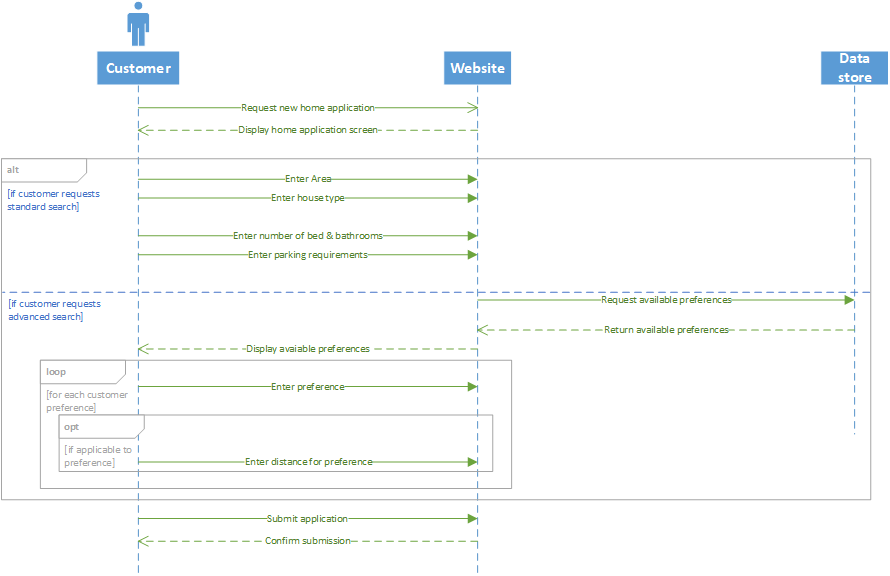 Customer
Website
Data
store
Request new home application
Display home application screen
alt
[if customer requests
standard search]
Enter Area
Enter house type
Enter number of bed & bathrooms
Enter parking requirements
[if customer requests
advanced search]
Request available preferences
Return available preferences
Display avaiable preferences
loop
[for each customer
preference]
Enter preference
opt
[if applicable to
preference]
Enter distance for preference
Submit application
Confirm submission